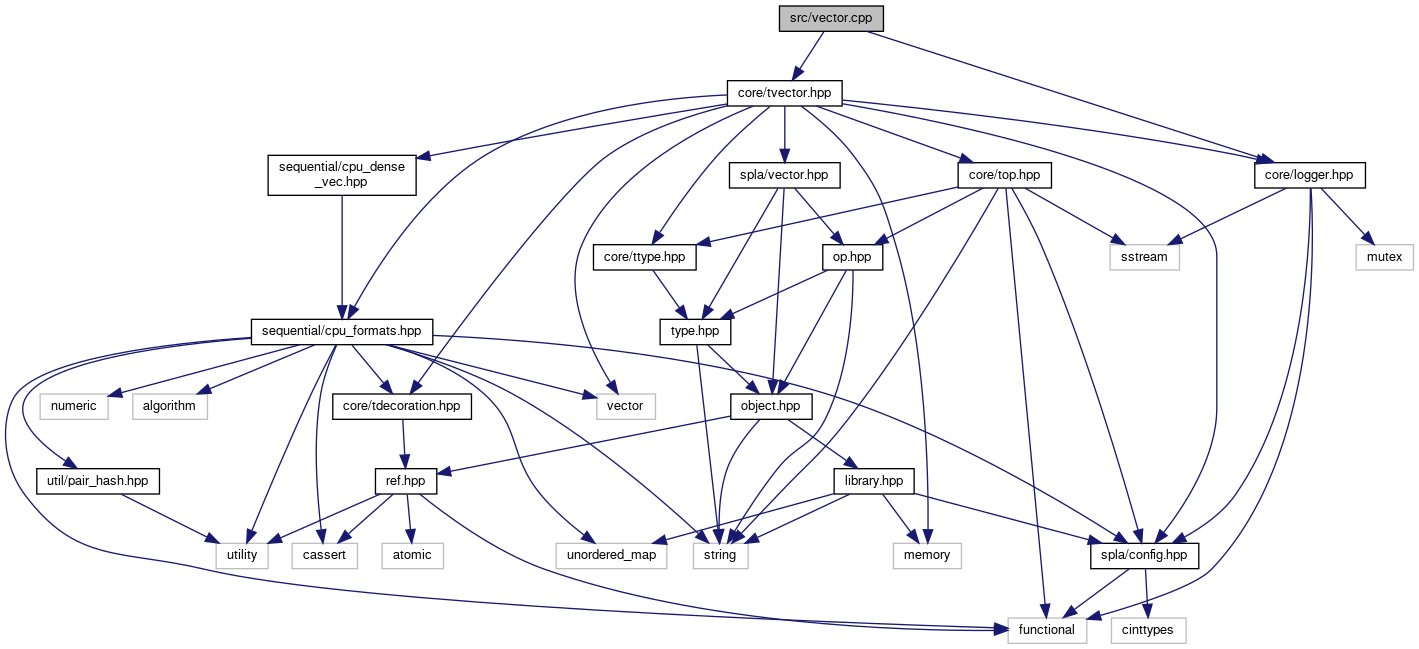 src/vector.cpp
core/tvector.hpp
sequential/cpu_dense
_vec.hpp
spla/vector.hpp
core/top.hpp
core/logger.hpp
core/ttype.hpp
op.hpp
sstream
mutex
sequential/cpu_formats.hpp
type.hpp
numeric
algorithm
core/tdecoration.hpp
vector
object.hpp
util/pair_hash.hpp
ref.hpp
library.hpp
utility
cassert
atomic
unordered_map
string
memory
spla/config.hpp
functional
cinttypes